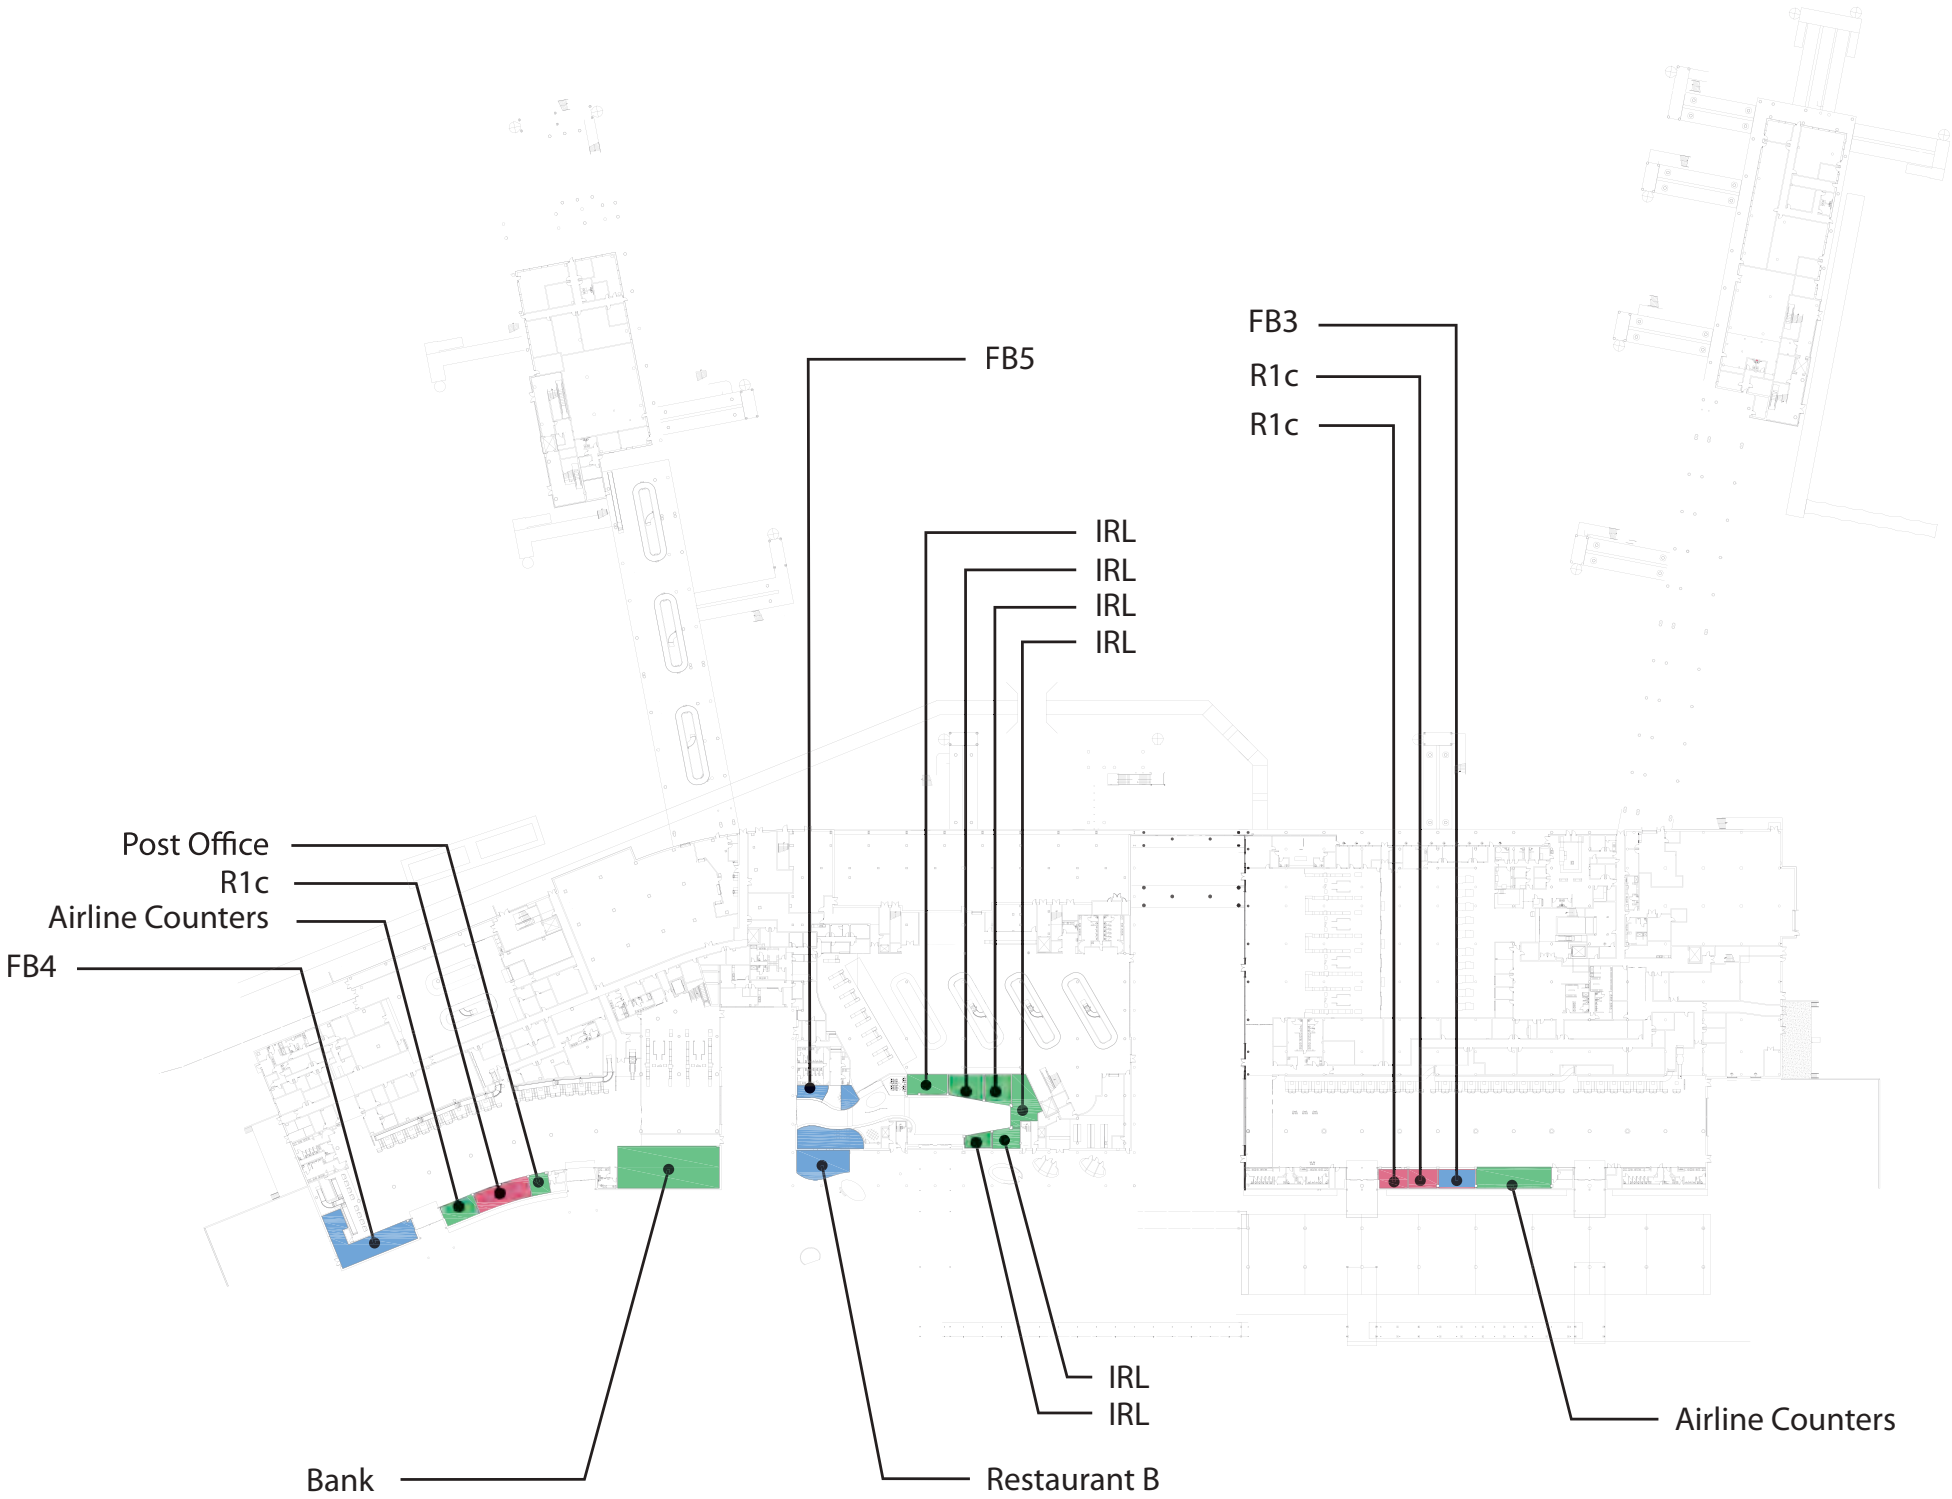 FB3
FB5
R1c
R1c
IRL
IRL
IRL
IRL
Post Office
R1c
Airline Counters
FB4
IRL
IRL
Airline Counters
Bank
Restaurant B